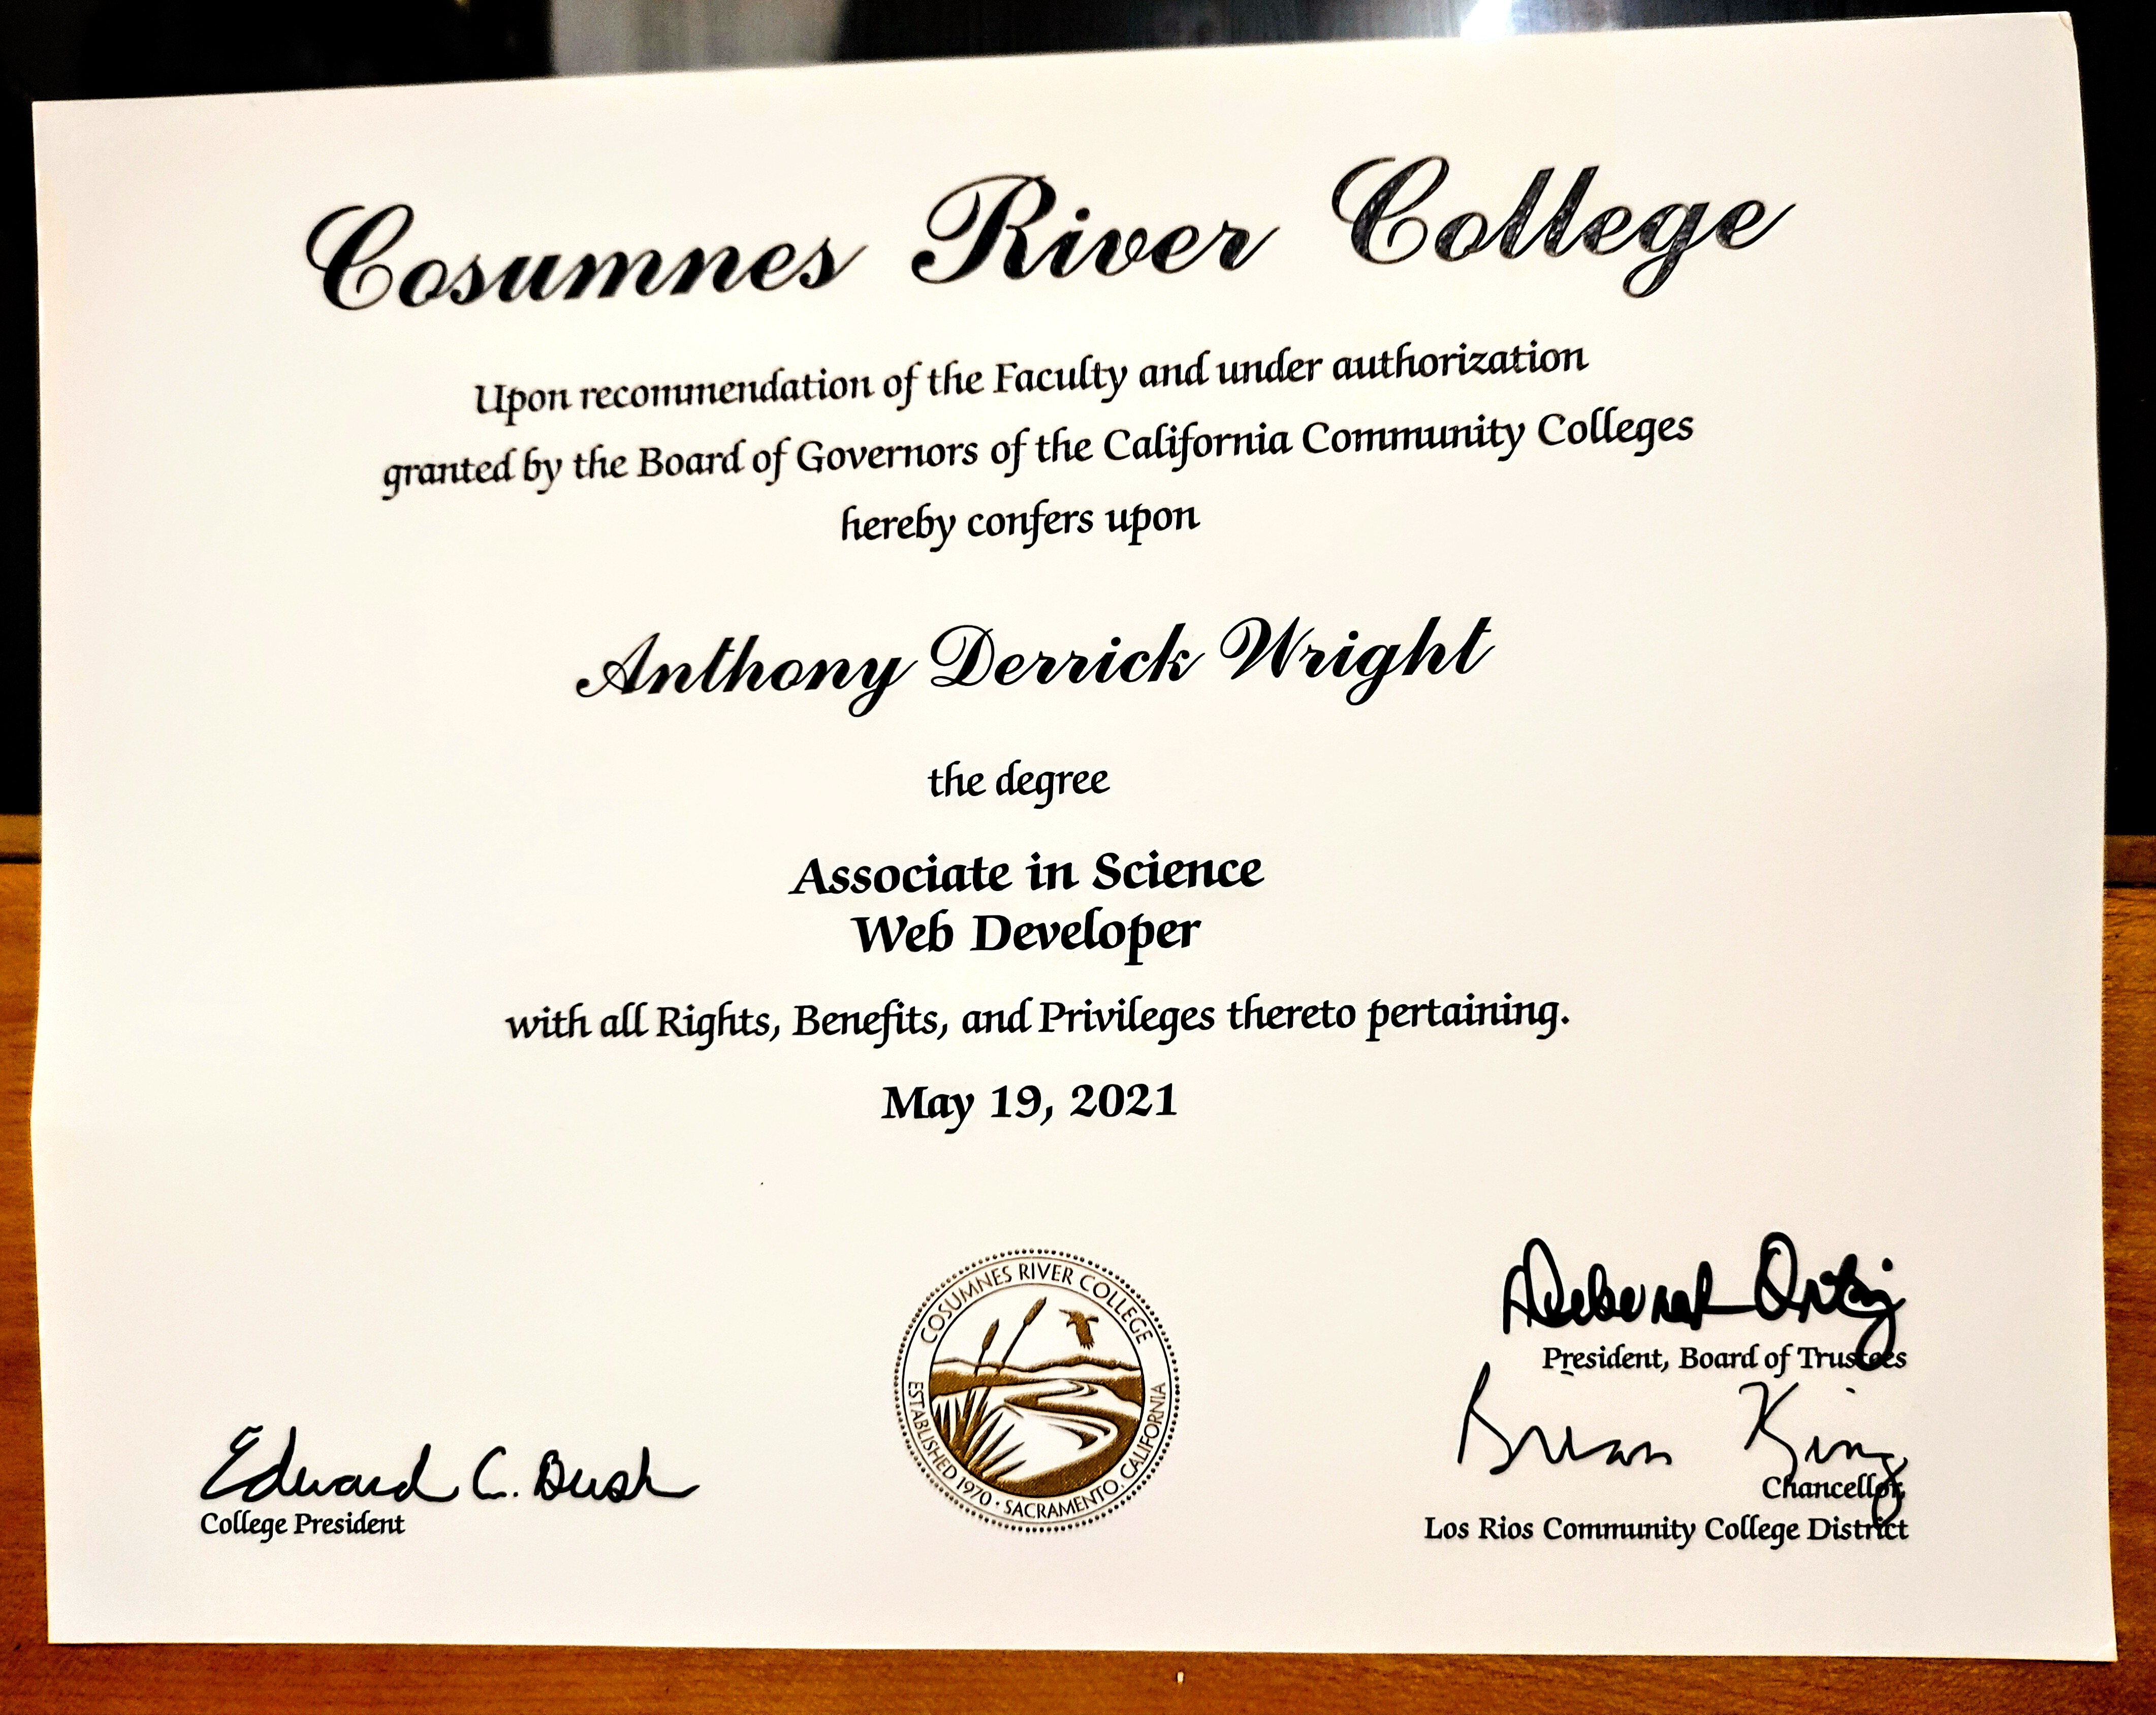 Cosumnes River College
Upon recommendation of the Faculty and under authorization
granted by the Board of Governors of the California Community Colleges
hereby confers upon
Anthony Derrick Wright
the degree
Associate in Science
Web Developer
with all Rights, Benefits, and Privileges thereto pertaining.
May 19, 2021
Edward C. Bush
College President
COSUMNES RIVER COLLEGE
ESTABLISHED 1970 · SACRAMENTO, CALIFORNIA
Deborah Ortiz
President, Board of Trustees
Brian King
Chancellor,
Los Rios Community College District